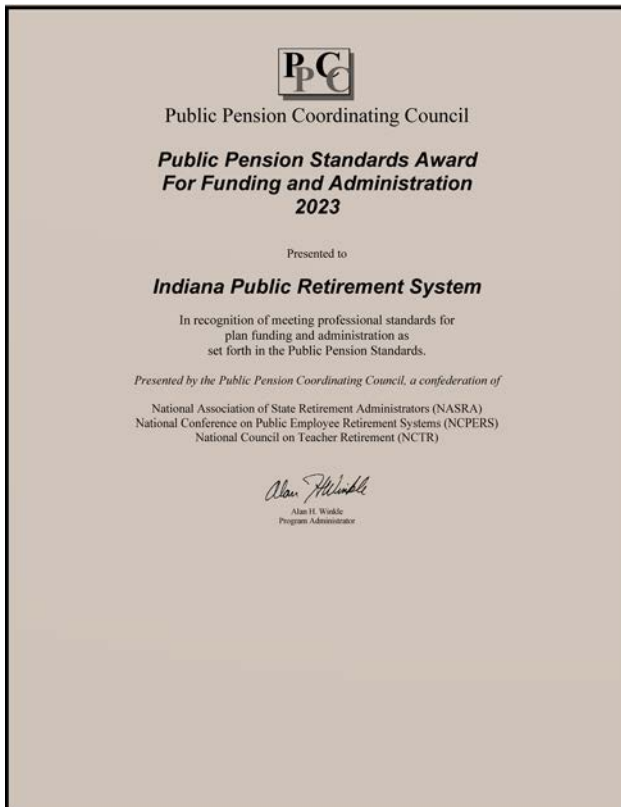 PPCC
Public Pension Coordinating Council
Public Pension Standards Award
For Funding and Administration
2023
Presented to
Indiana Public Retirement System
In recognition of meeting professional standards for
plan funding and administration as
set forth in the Public Pension Standards.
Presented by the Public Pension Coordinating Council, a confederation of
National Association of State Retirement Administrators (NASRA)
National Conference on Public Employee Retirement Systems (NCPERS)
National Council on Teacher Retirement (NCTR)
Alan H Winkle
Alan H. Winkle
Program Administrator